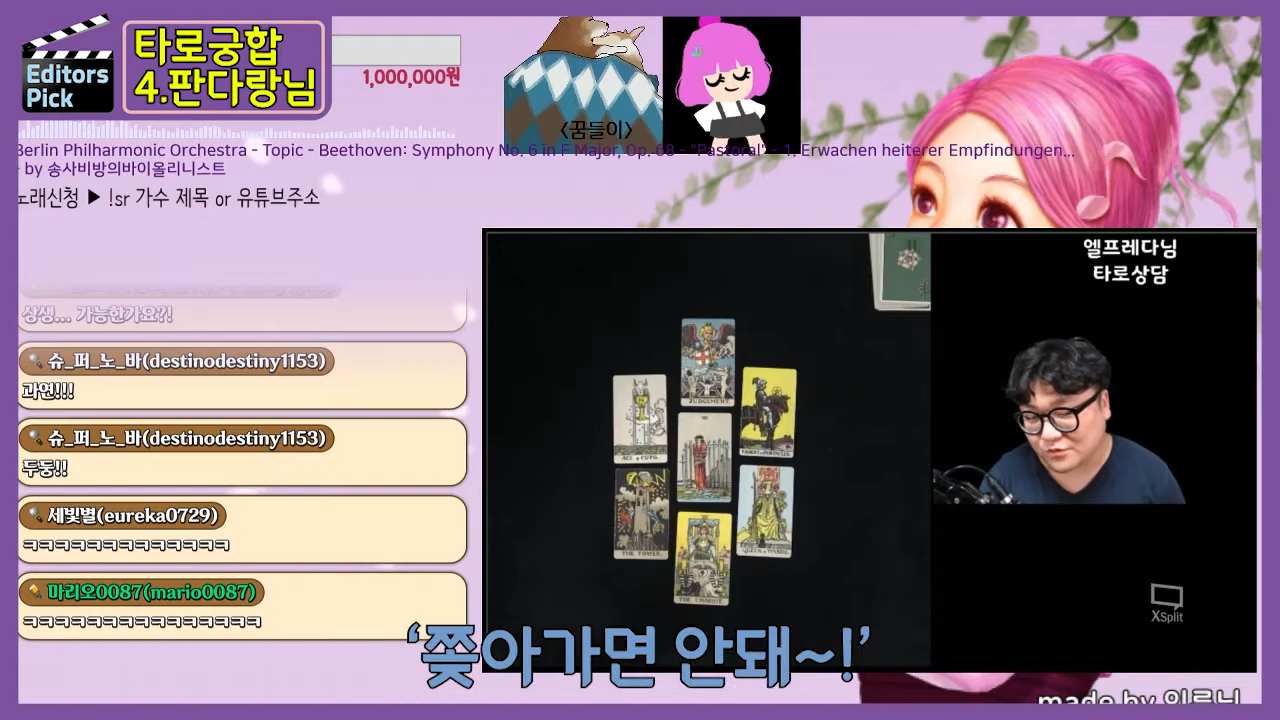 Editors
Pick
타로궁합
4.판다랑님
1,000,000원
<꿈들이>
Berlin Philharmonic Orchestra - Topic - Beethoven: Symphony No. 6 in F Major, Op. 68 - "Pastoral" - 1. Erwachen heiterer Empfindungen...
- by 송사비방의바이올리니스트
노래신청 ▶ !sr 가수 제목 or 유튜브주소
상생... 가능한가요?!
슈_퍼_노_바(destinodestiny1153)
과연!!!
슈_퍼_노_바(destinodestiny1153)
두둥!!
세빛별(eureka0729)
ㅋㅋㅋㅋㅋㅋㅋㅋㅋㅋㅋㅋㅋ
마리오0087(mario0087)
ㅋㅋㅋㅋㅋㅋㅋㅋㅋㅋㅋㅋㅋㅋㅋ
엘프레다님
타로상담
JUDGEMENT.
ACE of CUPS.
KNIGHT of PENTACLES.
VIII
THE TOWER.
QUEEN of WANDS.
THE CHARIOT.
XSplit
'쫒아가면 안돼~!'
made by